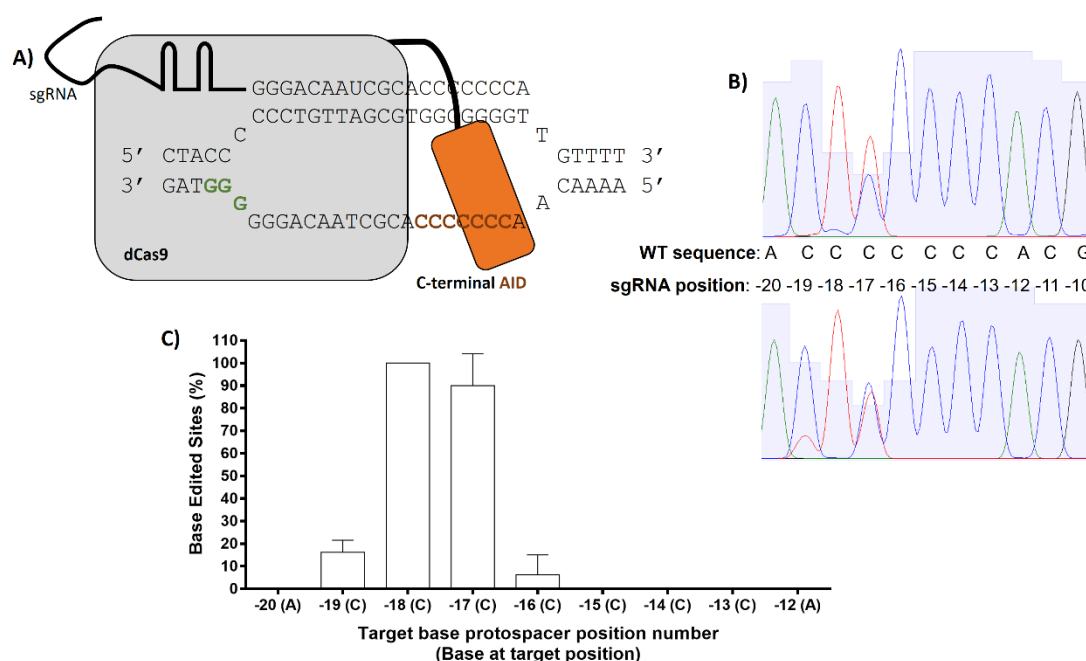 A)
sgRNA
GGGACAAUCGCACCCCCCCA
CCCTGTTAGCGTGGGGGGGT
C
T
5′ CTACC
GTTTT 3′
3′ GATGG
CAAAA 5′
G
A
GGGACAATCGCACCCCCCCA
dCas9
C-terminal AID
B)
WT sequence: A C C C C C C C A C G
sgRNA position: -20 -19 -18 -17 -16 -15 -14 -13 -12 -11 -10
C)
Base Edited Sites (%)
110
100
90
80
70
60
50
40
30
20
10
0
-20 (A) -19 (C) -18 (C) -17 (C) -16 (C) -15 (C) -14 (C) -13 (C) -12 (A)
Target base protospacer position number
(Base at target position)